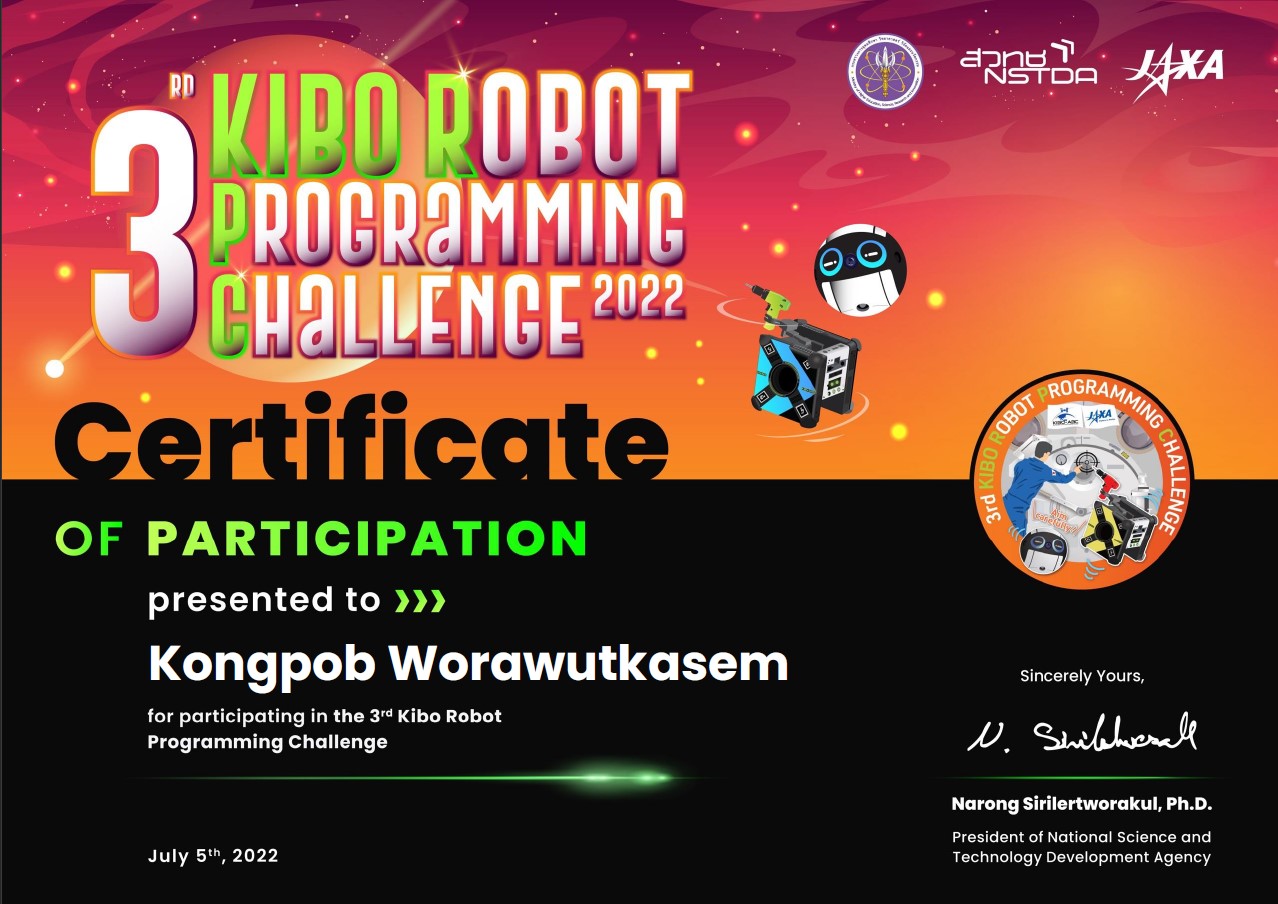 3RD KIBO ROBOT
PROGRAMMING
CHALLENGE 2022
สวทช
NSTDA
JAXA
Certificate
OF PARTICIPATION
presented to
Kongpob Worawutkasem
for participating in the 3rd Kibo Robot
Programming Challenge
July 5th, 2022
3rd KIBO ROBOT PROGRAMMING CHALLENGE
JAXA
Sincerely Yours,
Narong Sirilertworakul, Ph.D.
President of National Science and
Technology Development Agency